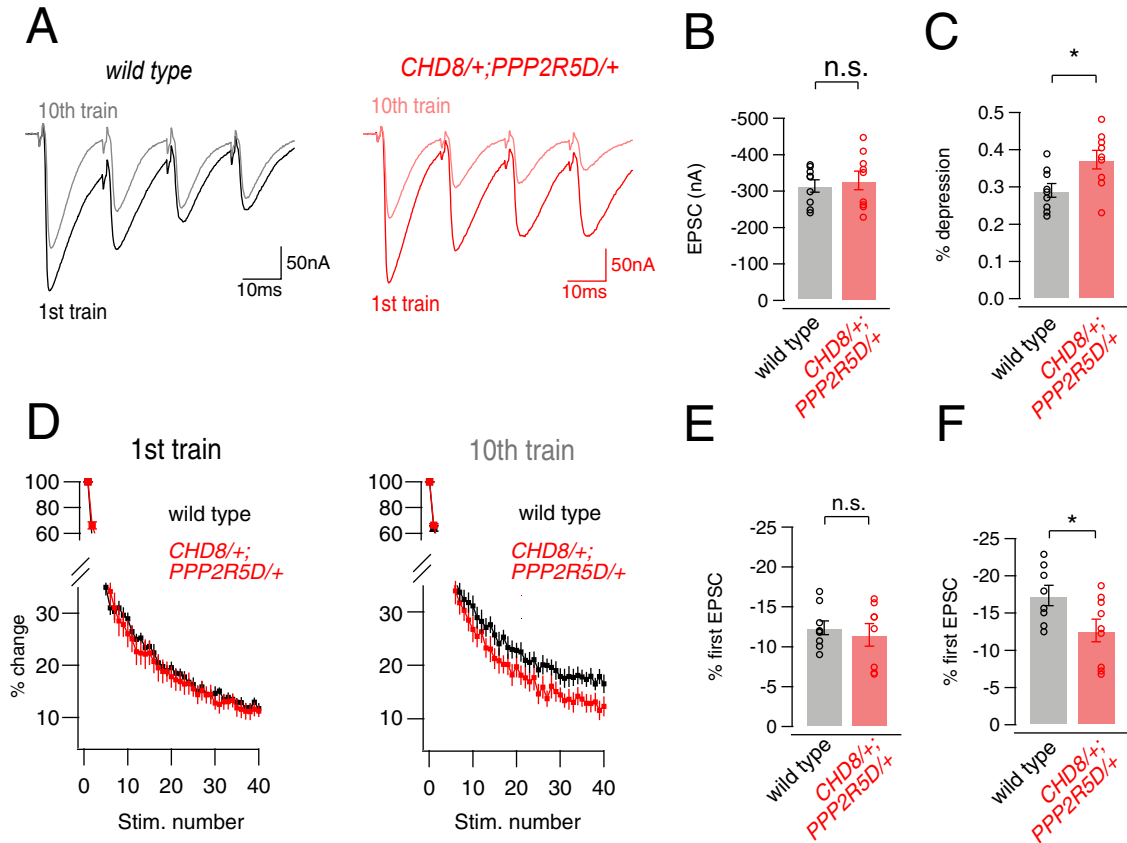 A
wild type
CHD8/+;PPP2R5D/+
10th train
10th train
50nA
10ms
50nA
10ms
1st train
1st train
B
n.s.
-500
-400
-300
-200
-100
0
EPSC (nA)
wild type
CHD8/+;
PPP2R5D/+
C
*
0.5
0.4
0.3
0.2
0.1
0.0
% depression
wild type
CHD8/+;
PPP2R5D/+
D
1st train
100
80
60
30
20
10
% change
wild type
CHD8/+;
PPP2R5D/+
0 10 20 30 40
Stim. number
10th train
100
80
60
30
20
10
wild type
CHD8/+;
PPP2R5D/+
0 10 20 30 40
Stim. number
E
n.s.
-25
-20
-15
-10
-5
0
% first EPSC
wild type
CHD8/+;
PPP2R5D/+
F
*
-25
-20
-15
-10
-5
0
% first EPSC
wild type
CHD8/+;
PPP2R5D/+